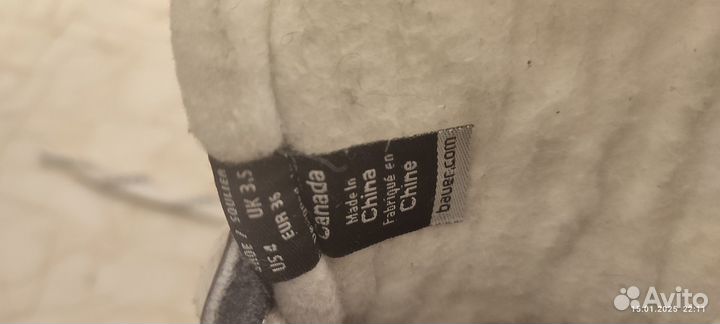 SHOE / SOULIER
UK 3.5
US 4
EUR 36
Canada
Made in
China
Fabriqué en
Chine
bauer.com
Avito
15.01.2025 22:11